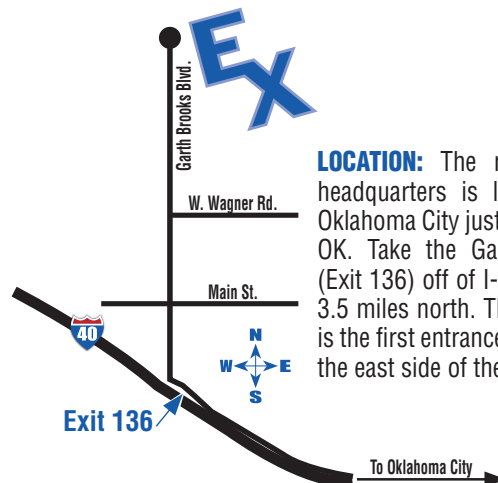 EX
Garth Brooks Blvd.
W. Wagner Rd.
Main St.
40
N
W E
S
Exit 136
To Oklahoma City
LOCATION: The
headquarters is
Oklahoma City just
OK. Take the
(Exit 136) off of
3.5 miles north.
is the first entrance
the east side of the